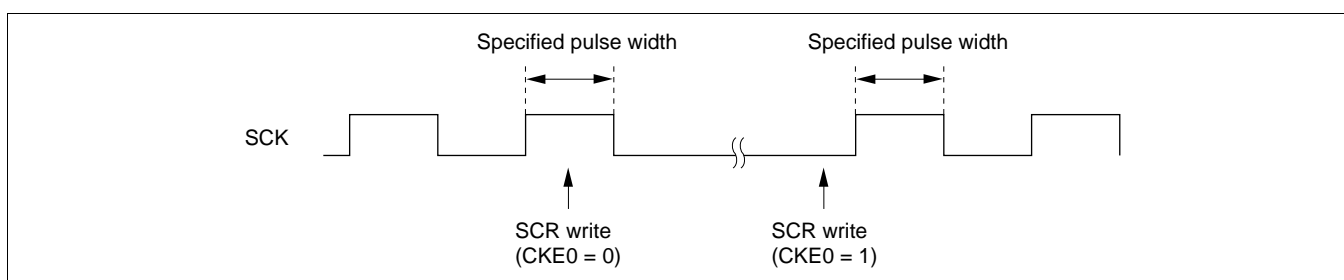 Specified pulse width
Specified pulse width
SCK
SCR write
(CKE0 = 0)
SCR write
(CKE0 = 1)